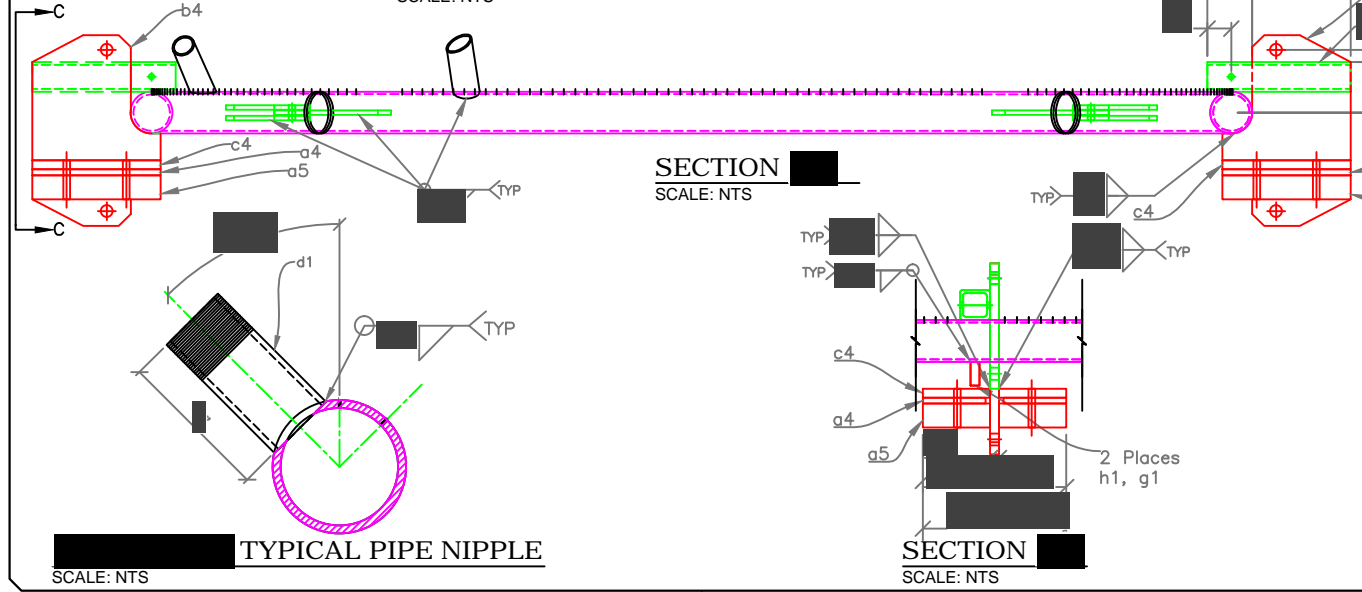 SCALE: NTS
C
b4
c4
a4
a5
TYP
SECTION
SCALE: NTS
TYP
c4
C
TYP
TYP
TYP
d1
TYP
c4
a4
a5
2 Places
h1, g1
TYPICAL PIPE NIPPLE
SCALE: NTS
SECTION
SCALE: NTS